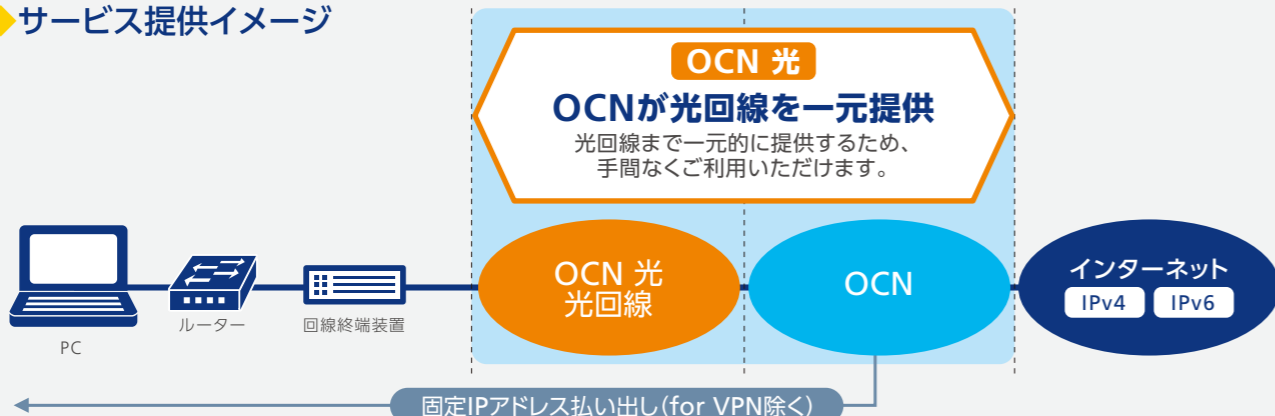 サービス提供イメージ
OCN 光
OCNが光回線を一元提供
光回線まで一元的に提供するため、
手間なくご利用いただけます。
PC
ルーター
回線終端装置
OCN 光
光回線
OCN
インターネット
IPv4 IPv6
固定IPアドレス払い出し(for VPN除く)